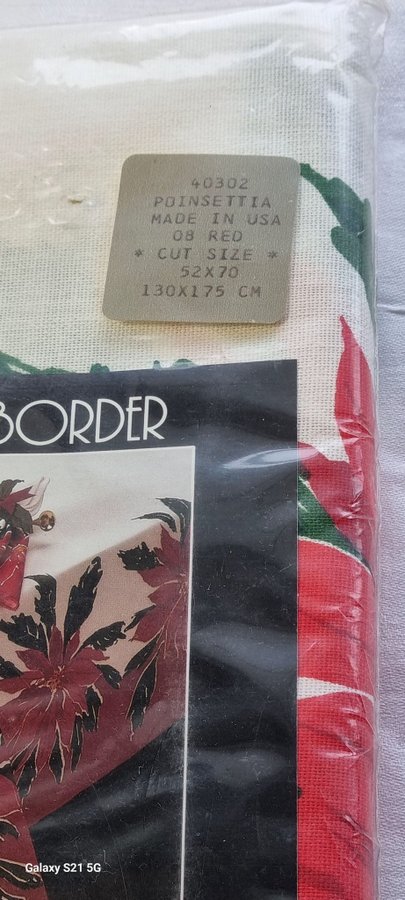 40302
POINSETTIA
MADE IN USA
08 RED
* CUT SIZE *
52X70
130X175 CM
BORDER
Galaxy S21 5G